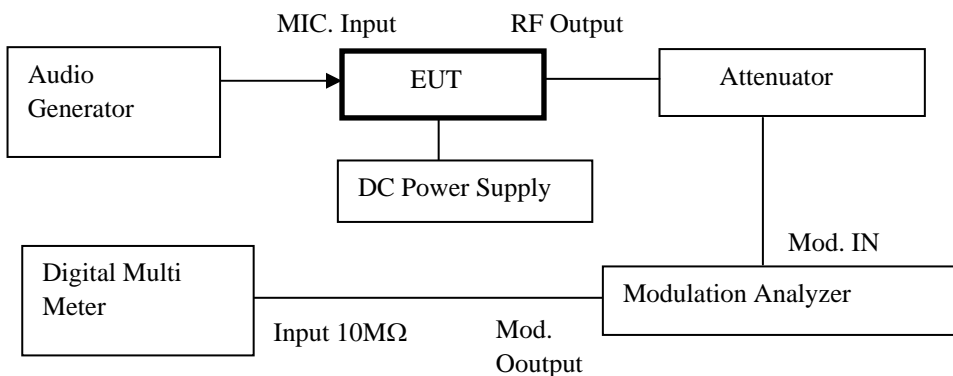 MIC. Input
RF Output
Audio
Generator
EUT
Attenuator
DC Power Supply
Mod. IN
Digital Multi
Meter
Modulation Analyzer
Input 10MΩ
Mod.
Ooutput